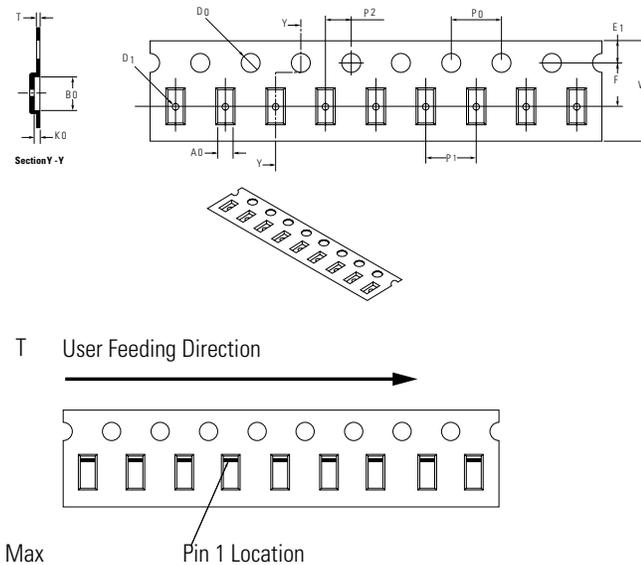 T
D0
Y
P2
P0
E1
D1
B0
F
K0
A0
Y
P1
Section Y - Y
T User Feeding Direction
Max Pin 1 Location